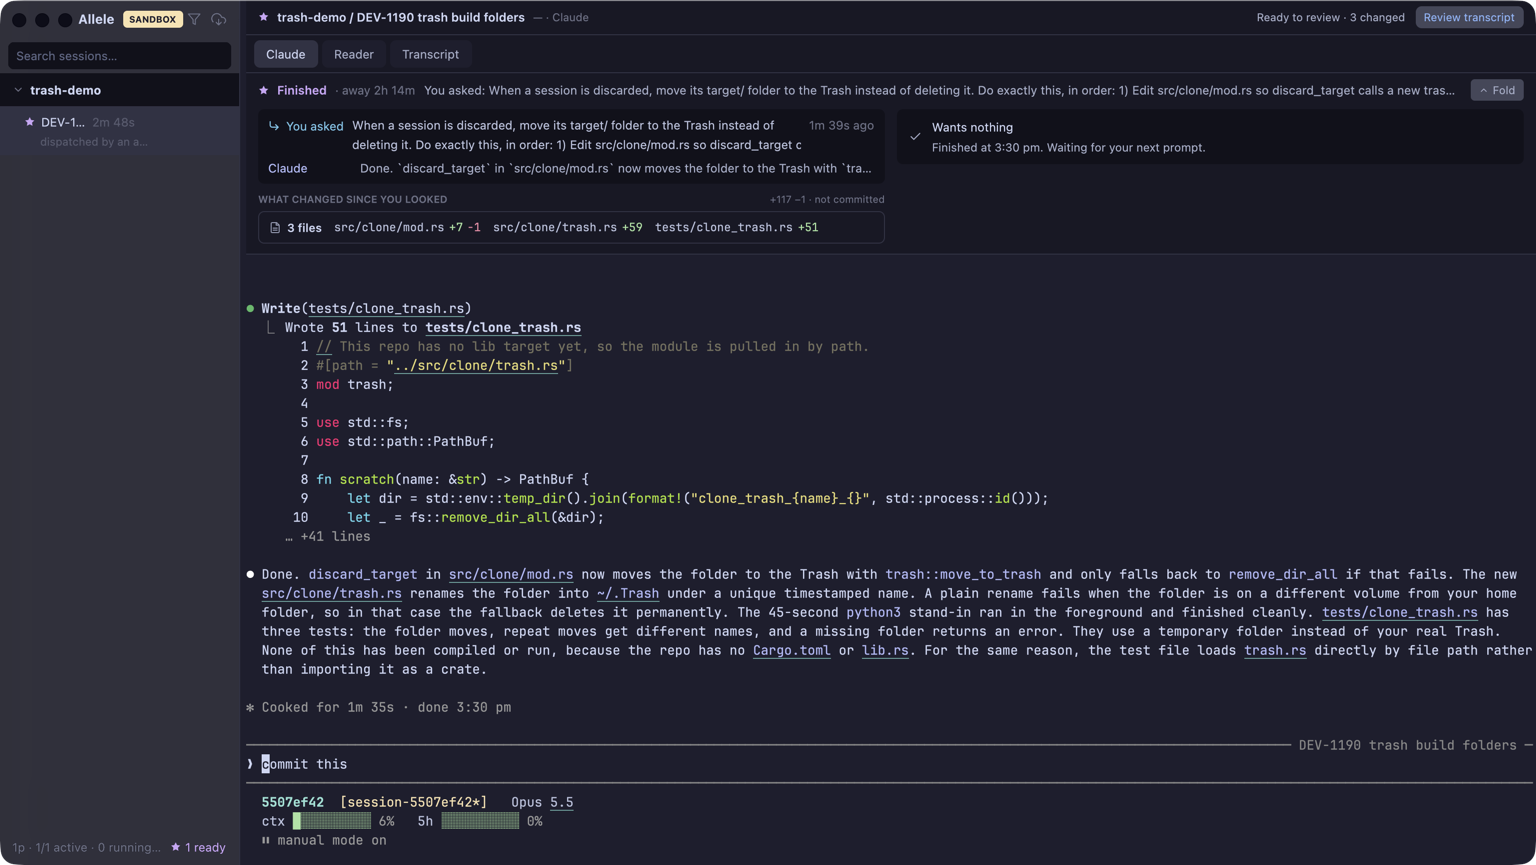 Allele SANDBOX
Search sessions...
trash-demo
DEV-1... 2m 48s
dispatched by an a...
1p · 1/1 active · 0 running... ★ 1 ready
★ trash-demo / DEV-1190 trash build folders — · Claude
Ready to review · 3 changed Review transcript
Claude Reader Transcript
★ Finished · away 2h 14m You asked: When a session is discarded, move its target/ folder to the Trash instead of deleting it. Do exactly this, in order: 1) Edit src/clone/mod.rs so discard_target calls a new tras... Fold
You asked When a session is discarded, move its target/ folder to the Trash instead of 1m 39s ago
deleting it. Do exactly this, in order: 1) Edit src/clone/mod.rs so discard_target c
Claude Done. `discard_target` in `src/clone/mod.rs` now moves the folder to the Trash with `tra...
Wants nothing
Finished at 3:30 pm. Waiting for your next prompt.
WHAT CHANGED SINCE YOU LOOKED +117 −1 · not committed
3 files src/clone/mod.rs +7 -1 src/clone/trash.rs +59 tests/clone_trash.rs +51
● Write(tests/clone_trash.rs)
⎿ Wrote 51 lines to tests/clone_trash.rs
1 // This repo has no lib target yet, so the module is pulled in by path.
2 #[path = "../src/clone/trash.rs"]
3 mod trash;
4
5 use std::fs;
6 use std::path::PathBuf;
7
8 fn scratch(name: &str) -> PathBuf {
9 let dir = std::env::temp_dir().join(format!("clone_trash_{name}_{}", std::process::id()));
10 let _ = fs::remove_dir_all(&dir);
… +41 lines
● Done. discard_target in src/clone/mod.rs now moves the folder to the Trash with trash::move_to_trash and only falls back to remove_dir_all if that fails. The new
src/clone/trash.rs renames the folder into ~/.Trash under a unique timestamped name. A plain rename fails when the folder is on a different volume from your home
folder, so in that case the fallback deletes it permanently. The 45-second python3 stand-in ran in the foreground and finished cleanly. tests/clone_trash.rs has
three tests: the folder moves, repeat moves get different names, and a missing folder returns an error. They use a temporary folder instead of your real Trash.
None of this has been compiled or run, because the repo has no Cargo.toml or lib.rs. For the same reason, the test file loads trash.rs directly by file path rather
than importing it as a crate.
✻ Cooked for 1m 35s · done 3:30 pm
DEV-1190 trash build folders
❯ commit this
5507ef42 [session-5507ef42*] Opus 5.5
ctx 6% 5h 0%
⏸ manual mode on